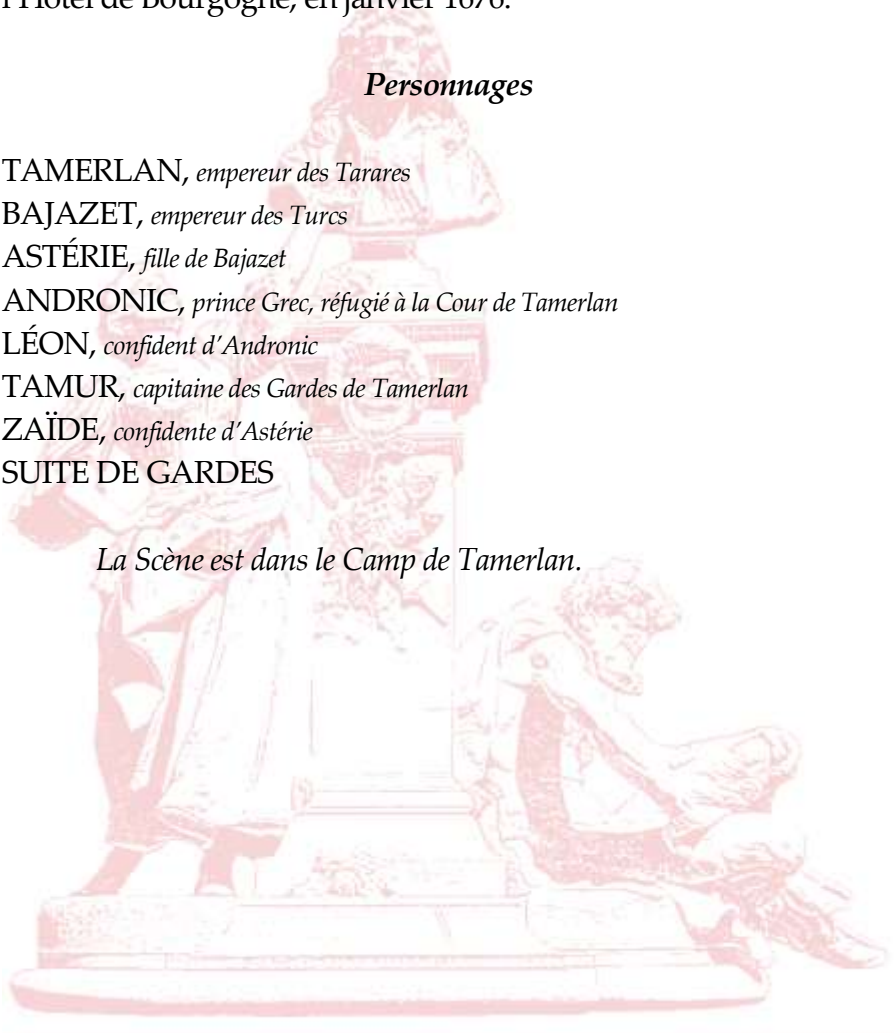 l'Hôtel de Bourgogne, en janvier 1676.
Personnages
TAMERLAN, empereur des Tarares
BAJAZET, empereur des Turcs
ASTÉRIE, fille de Bajazet
ANDRONIC, prince Grec, réfugié à la Cour de Tamerlan
LÉON, confident d'Andronic
TAMUR, capitaine des Gardes de Tamerlan
ZAÏDE, confidente d'Astérie
SUITE DE GARDES
La Scène est dans le Camp de Tamerlan.